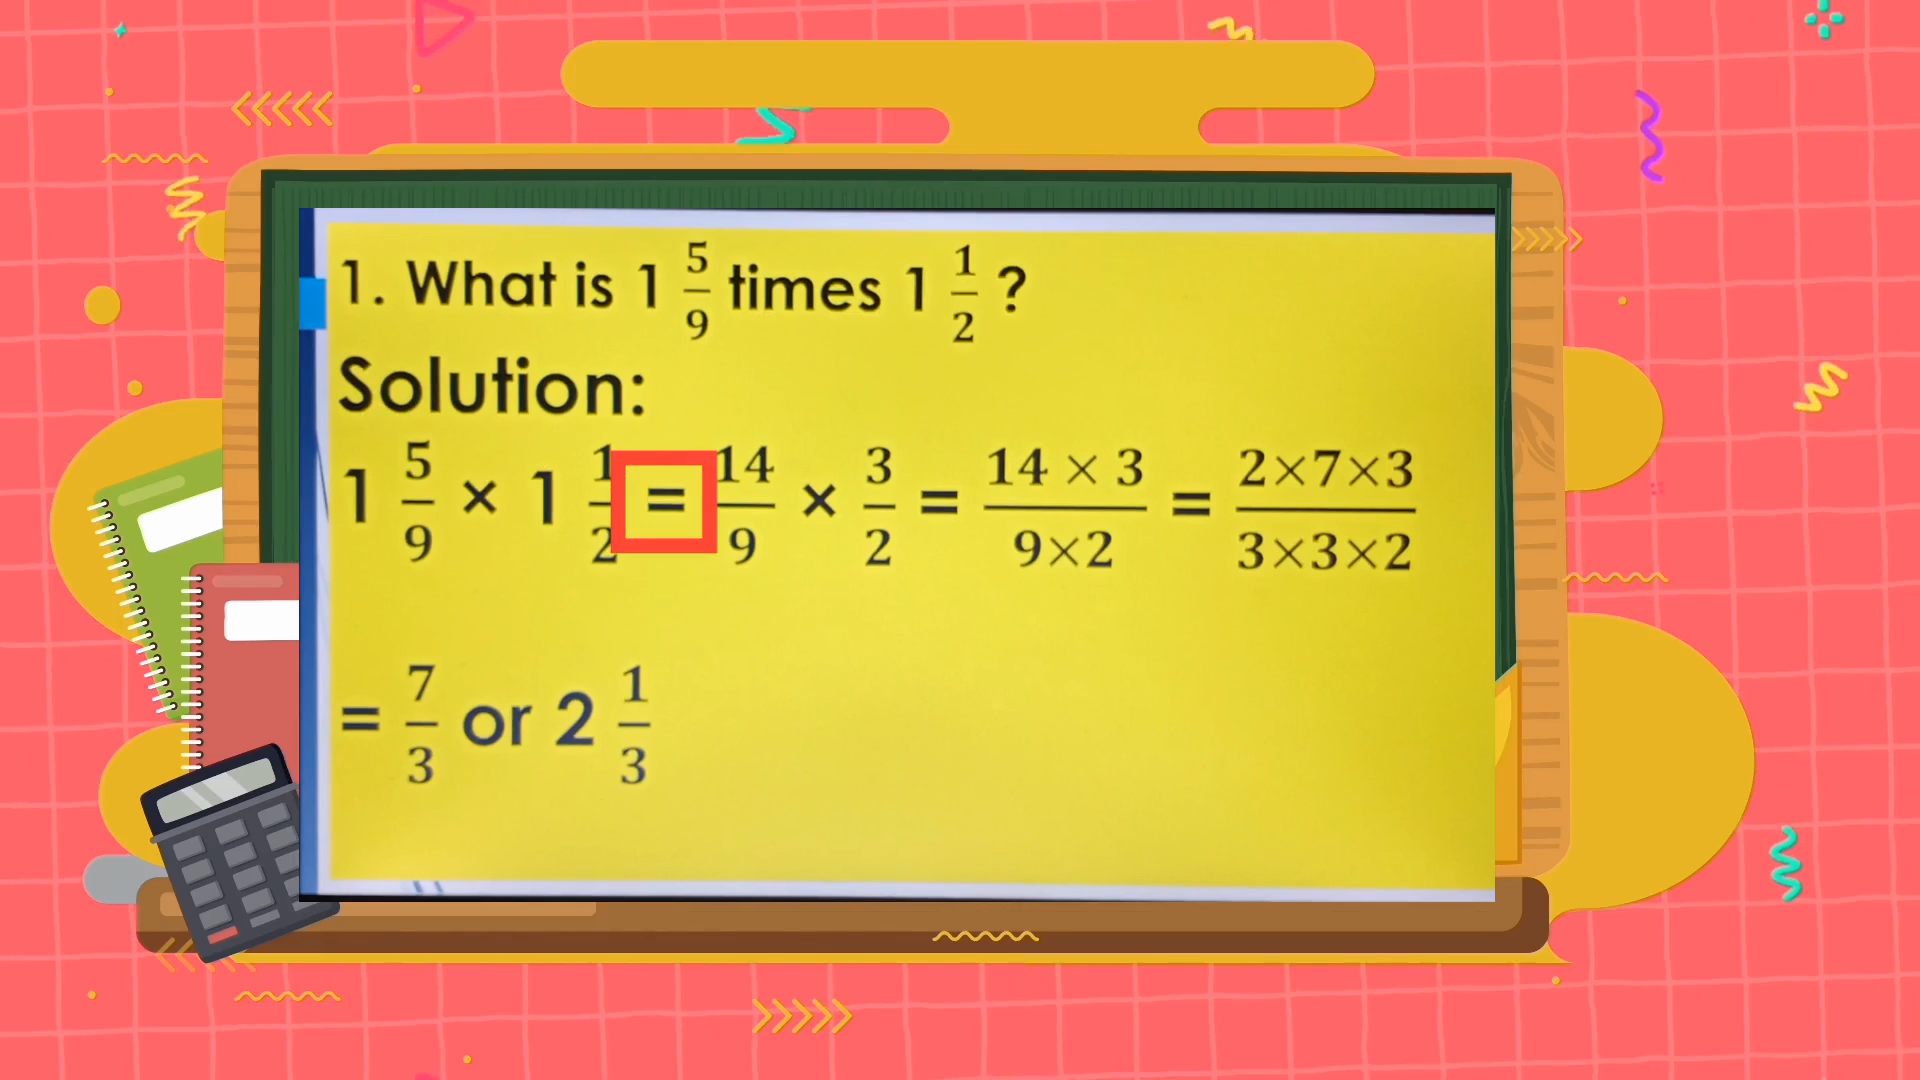 1. What is 1 5/9 times 1 1/2 ?
Solution:
1 5/9 × 1 1/2 = 14/9 × 3/2 = 14 × 3/9×2 = 2×7×3/3×3×2
= 7/3 or 2 1/3